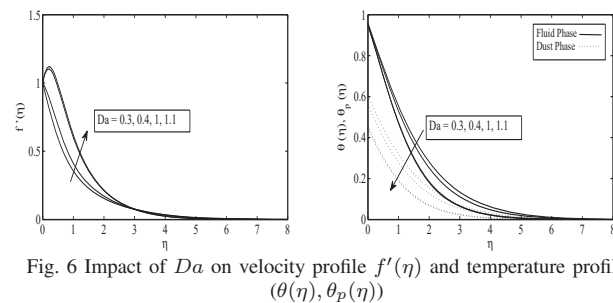 1.5
1
0.5
0
f '(η)
Da = 0.3, 0.4, 1, 1.1
0 1 2 3 4 5 6 7 8
η
1
0.8
0.6
0.4
0.2
0
θ (η), θp (η)
Fluid Phase
Dust Phase
Da = 0.3, 0.4, 1, 1.1
0 1 2 3 4 5 6 7 8
η
Fig. 6 Impact of Da on velocity profile f′(η) and temperature profil
(θ(η), θp(η))